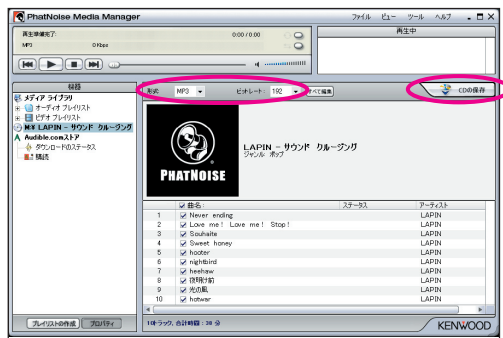 PhatNoise Media Manager
ファイル ビュー ツール ヘルプ
再生準備完了: 0:00 / 0:00
MP3 0 Kbps
再生中
機器
メディア ライブラリ
オーディオ プレイリスト
ビデオ プレイリスト
M:¥ LAPIN - サウンド クルージング
Audible.comストア
ダウンロードのステータス
購読
形式: MP3 ビットレート: 192 すべて編集
CDの保存
PHATNOISE
LAPIN - サウンド クルージング
ジャンル: ポップ
曲名: ステータス アーティスト
1 Never ending LAPIN
2 Love me! Love me! Stop! LAPIN
3 Souhaite LAPIN
4 Sweet honey LAPIN
5 hooter LAPIN
6 nightbird LAPIN
7 heehaw LAPIN
8 夜明け前 LAPIN
9 光の風 LAPIN
10 hotwar LAPIN
プレイリストの作成 プロパティ
10トラック, 合計時間: 38 分
KENWOOD